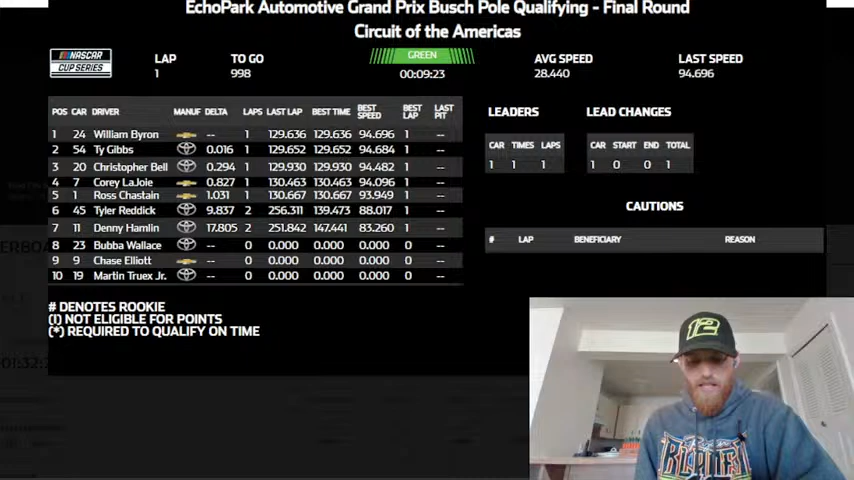 EchoPark Automotive Grand Prix Busch Pole Qualifying - Final Round
Circuit of the Americas
NASCAR
CUP SERIES
LAP TO GO GREEN AVG SPEED LAST SPEED
1 998 00:09:23 28.440 94.696
POS CAR DRIVER MANUF DELTA LAPS LAST LAP BEST TIME BEST SPEED BEST LAP LAST PIT
1 24 William Byron -- 1 129.636 129.636 94.696 1 --
2 54 Ty Gibbs 0.016 1 129.652 129.652 94.684 1 --
3 20 Christopher Bell 0.294 1 129.930 129.930 94.482 1 --
4 7 Corey LaJoie 0.827 1 130.463 130.463 94.096 1 --
5 1 Ross Chastain 1.031 1 130.667 130.667 93.949 1 --
6 45 Tyler Reddick 9.837 2 256.311 139.473 88.017 1 --
7 11 Denny Hamlin 17.805 2 251.842 147.441 83.260 1 --
8 23 Bubba Wallace -- 0 0.000 0.000 0.000 0 --
9 9 Chase Elliott -- 0 0.000 0.000 0.000 0 --
10 19 Martin Truex Jr. -- 0 0.000 0.000 0.000 0 --
# DENOTES ROOKIE
(I) NOT ELIGIBLE FOR POINTS
(*) REQUIRED TO QUALIFY ON TIME
LEADERS
CAR TIMES LAPS
1 1 1
LEAD CHANGES
CAR START END TOTAL
1 0 0 1
CAUTIONS
# LAP BENEFICIARY REASON
12